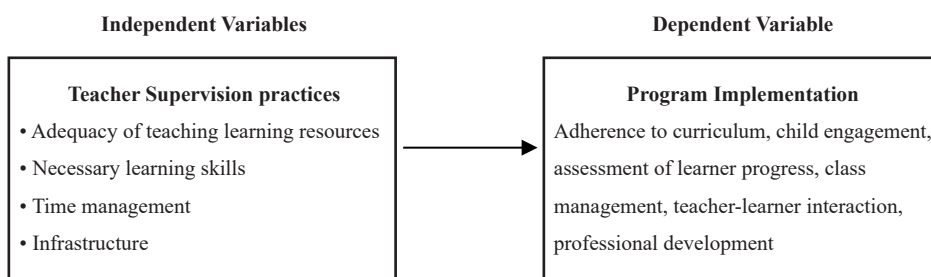 Independent Variables
Teacher Supervision practices
• Adequacy of teaching learning resources
• Necessary learning skills
• Time management
• Infrastructure
Dependent Variable
Program Implementation
Adherence to curriculum, child engagement,
assessment of learner progress, class
management, teacher-learner interaction,
professional development